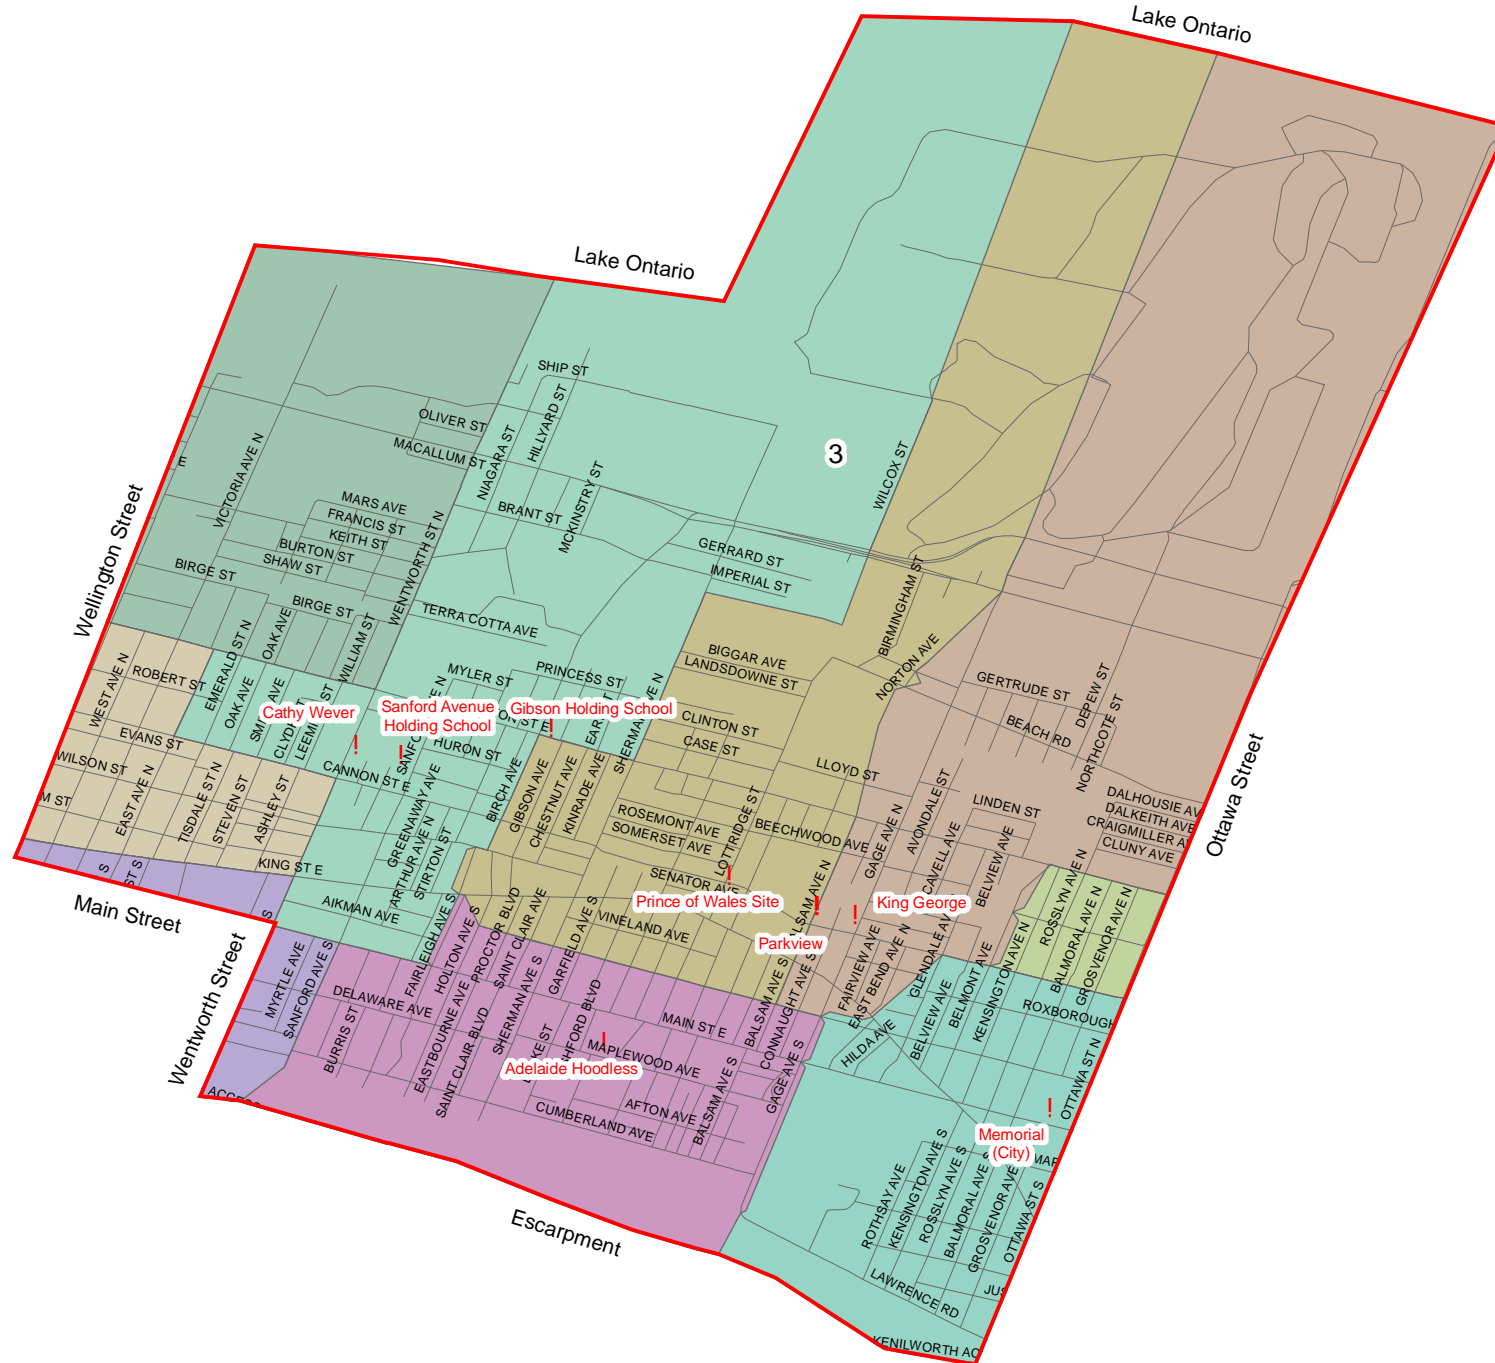 Lake Ontario
Lake Ontario
SHIP ST
HILLYARD ST
OLIVER ST
NIAGARA ST
MACALLUM ST
3
WILCOX ST
VICTORIA AVE N
E
MCKINSTRY ST
MARS AVE
BRANT ST
FRANCIS ST
KEITH ST
BURTON ST
SHAW ST
WENTWORTH ST N
GERRARD ST
IMPERIAL ST
BIRMINGHAM ST
Wellington Street
BIRGE ST
BIRGE ST
TERRA COTTA AVE
EMERALD ST N
OAK AVE
WILLIAM ST
BIGGAR AVE
LANDSDOWNE ST
NORTON AVE
PRINCESS ST
MYLER ST
WEST AVE N
ROBERT ST
OAK AVE
GERTRUDE ST
DEPEW ST
BEACH RD
NORTHCOTE ST
Cathy Wever
Sanford Avenue
Holding School
Gibson Holding School
SHERMAN AVE N
CLINTON ST
CASE ST
EVANS ST
HURON ST
WILSON ST
CANNON ST E
LLOYD ST
Ottawa Street
M ST
EAST AVE N
TISDALE ST N
STEVEN ST
ASHLEY ST
GREENAWAY AVE
ARTHUR AVE N
STIRTON ST
BIRCH AVE
GIBSON AVE
CHESTNUT AVE
KINRADE AVE
ROSEMONT AVE
SOMERSET AVE
LOTTRIDGE ST
BEECHWOOD AVE
GAGE AVE N
AVONDALE ST
CAVELL AVE
LINDEN ST
BELVIEW AVE
DALHOUSIE AV
DALKEITH AVE
CRAIGMILLER A
CLUNY AVE
KING ST E
SENATOR AVE
Prince of Wales Site
King George
Parkview
Main Street
AIKMAN AVE
FAIRLEIGH AVE S
HOLTON AVE S
PROCTOR BLVD
SAINT CLAIR AVE
GARFIELD AVE S
VINELAND AVE
FAIRVIEW AVE
EAST BEND AVE N
ROSSLYN AVE N
BALMORAL AVE N
GROSVENOR AVE N
Wentworth Street
MYRTLE AVE
SANFORD AVE S
DELAWARE AVE
BURRIS ST
EASTBOURNE AVE
SAINT CLAIR BLVD
SHERMAN AVE S
MAIN ST E
MAPLEWOOD AVE
BALSAM AVE S
CONNAUGHT AVE S
GAGE AVE S
HILDA AVE
BELVIEW AVE
BELMONT AVE
KENSINGTON AVE N
ROXBOROUGH
OTTAWA ST N
Adelaide Hoodless
CUMBERLAND AVE
AFTON AVE
BALSAM AVE S
Memorial
(City)
ROTHSAY AVE
KENSINGTON AVE S
ROSSLYN AVE S
BALMORAL AVE S
GROSVENOR AVE
OTTAWA ST S
Escarpment
LAWRENCE RD
KENILWORTH AC